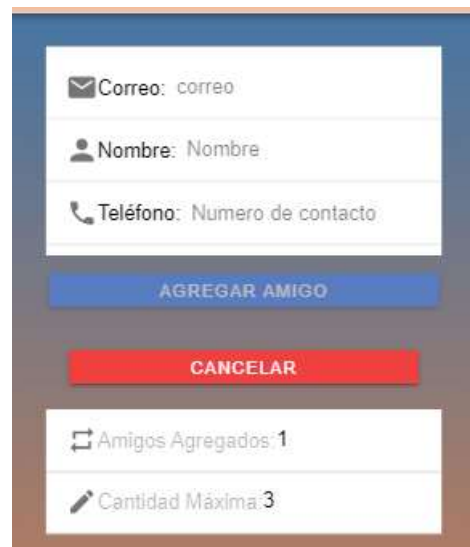 Correo: correo
Nombre: Nombre
Teléfono: Numero de contacto
AGREGAR AMIGO
CANCELAR
Amigos Agregados:1
Cantidad Máxima:3